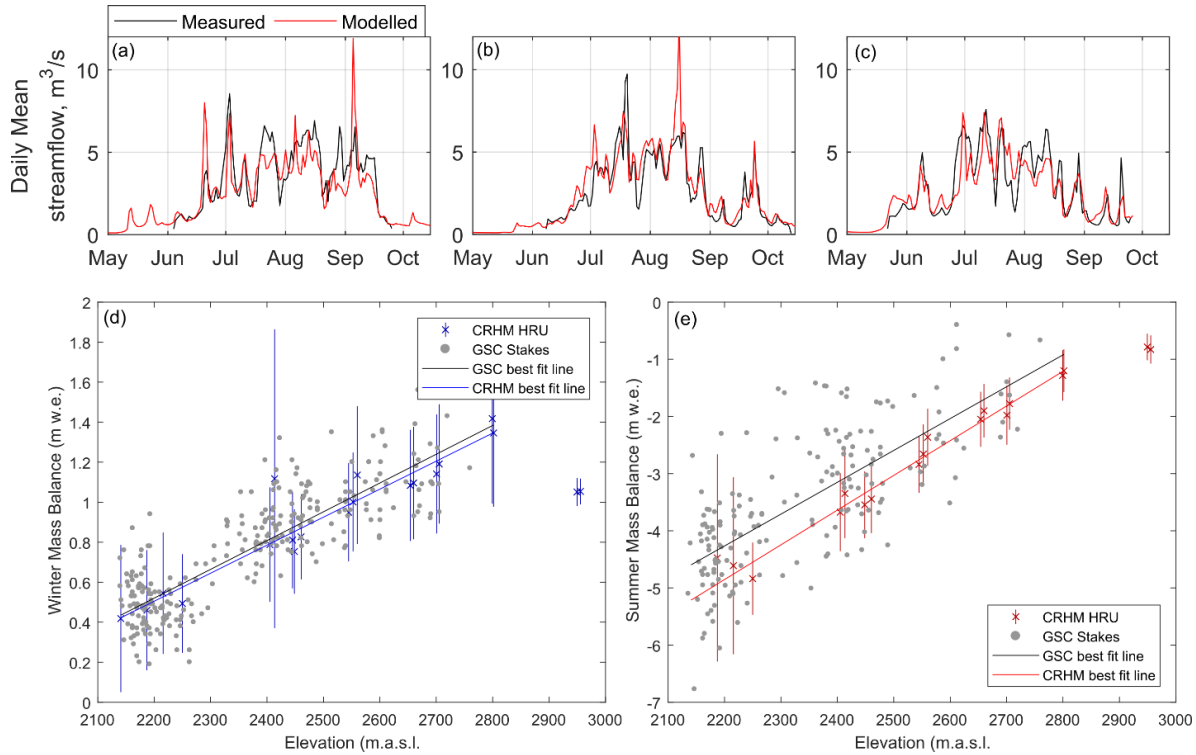 Measured Modelled
(a) (b) (c)
Daily Mean
streamflow, m³/s
10 10 10
5 5 5
0 0 0
May Jun Jul Aug Sep Oct May Jun Jul Aug Sep Oct May Jun Jul Aug Sep Oct
(d)
Winter Mass Balance (m w.e.)
2
1.8
1.6
1.4
1.2
1
0.8
0.6
0.4
0.2
0
CRHM HRU
GSC Stakes
GSC best fit line
CRHM best fit line
2100 2200 2300 2400 2500 2600 2700 2800 2900 3000
Elevation (m.a.s.l.
(e)
Summer Mass Balance (m w.e.)
0
-1
-2
-3
-4
-5
-6
-7
CRHM HRU
GSC Stakes
GSC best fit line
CRHM best fit line
2100 2200 2300 2400 2500 2600 2700 2800 2900 3000
Elevation (m.a.s.l.